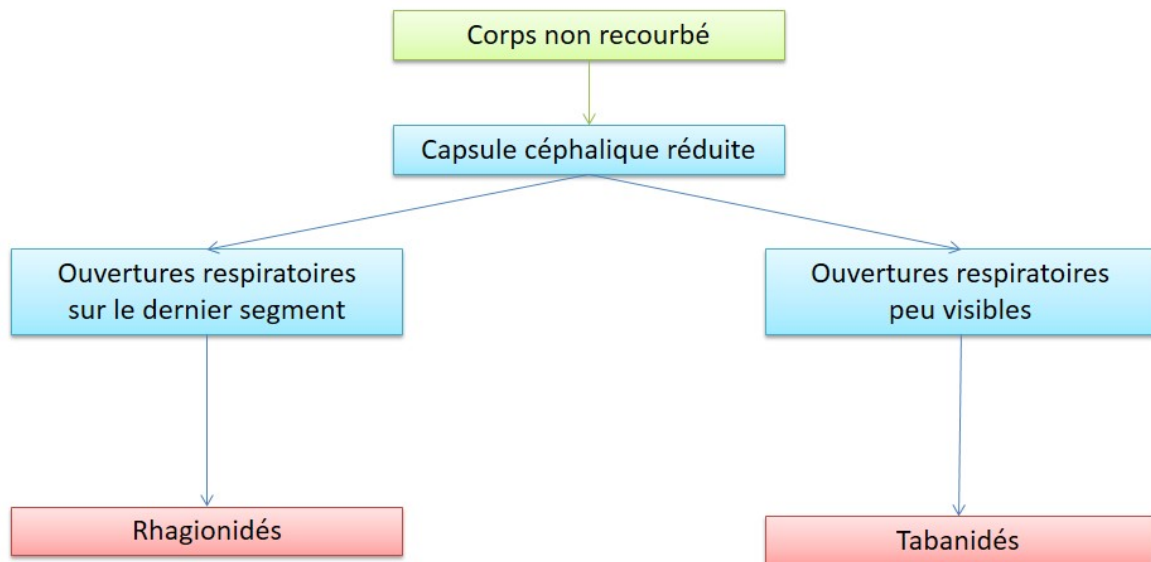 Corps non recourbé
Capsule céphalique réduite
Ouvertures respiratoires
sur le dernier segment
Ouvertures respiratoires
peu visibles
Rhagionidés
Tabanidés